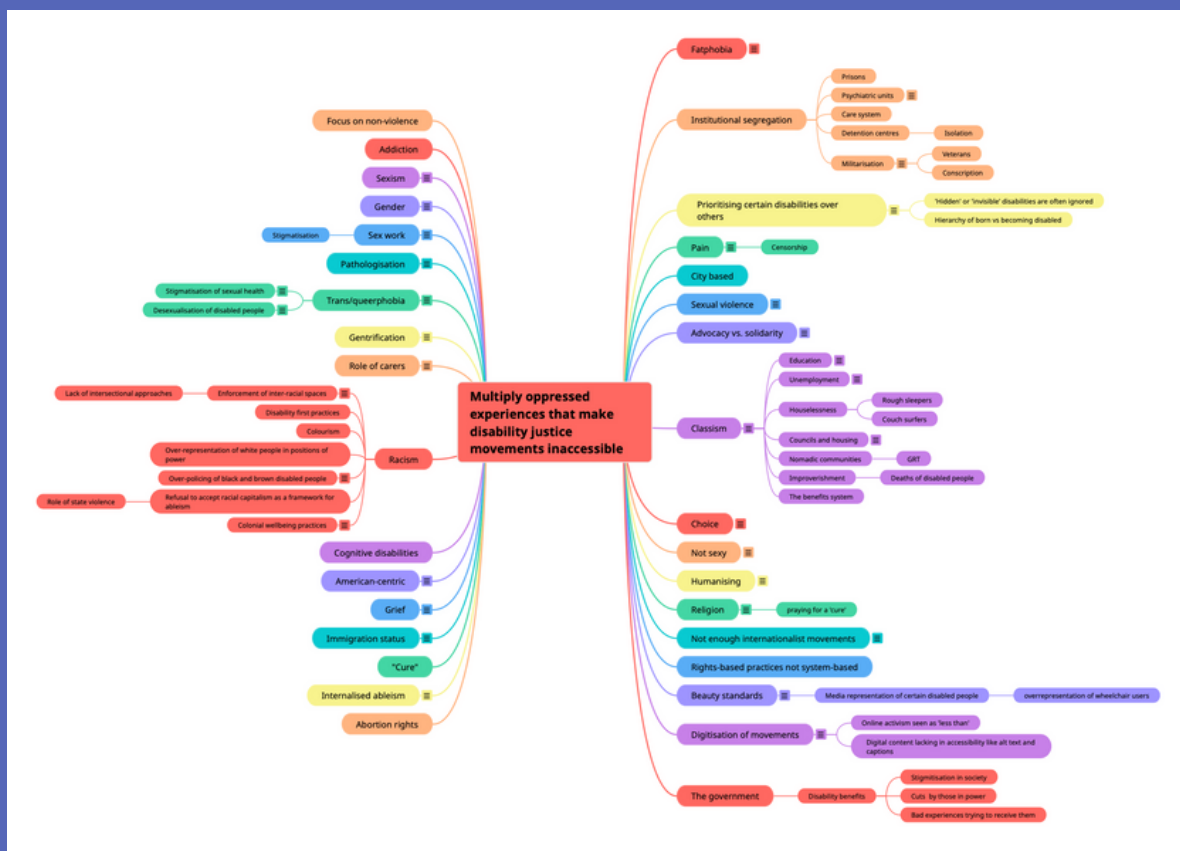 Multiply oppressed
experiences that make
disability justice
movements inaccessible
Focus on non-violence
Addiction
Sexism
Gender
Sex work
Stigmatisation
Pathologisation
Trans/queerphobia
Stigmatisation of sexual health
Desexualisation of disabled people
Gentrification
Role of carers
Racism
Enforcement of inter-racial spaces
Lack of intersectional approaches
Disability first practices
Colourism
Over-representation of white people in positions of
power
Over-policing of black and brown disabled people
Refusal to accept racial capitalism as a framework for
ableism
Role of state violence
Colonial wellbeing practices
Cognitive disabilities
American-centric
Grief
Immigration status
"Cure"
Internalised ableism
Abortion rights
Fatphobia
Institutional segregation
Prisons
Psychiatric units
Care system
Detention centres
Isolation
Militarisation
Veterans
Conscription
Prioritising certain disabilities over
others
'Hidden' or 'invisible' disabilities are often ignored
Hierarchy of born vs becoming disabled
Pain
Censorship
City based
Sexual violence
Advocacy vs. solidarity
Classism
Education
Unemployment
Houselessness
Rough sleepers
Couch surfers
Councils and housing
Nomadic communities
GRT
Improverishment
Deaths of disabled people
The benefits system
Choice
Not sexy
Humanising
Religion
praying for a 'cure'
Not enough internationalist movements
Rights-based practices not system-based
Beauty standards
Media representation of certain disabled people
overrepresentation of wheelchair users
Digitisation of movements
Online activism seen as 'less than'
Digital content lacking in accessibility like alt text and
captions
The government
Disability benefits
Stigmitisation in society
Cuts by those in power
Bad experiences trying to receive them